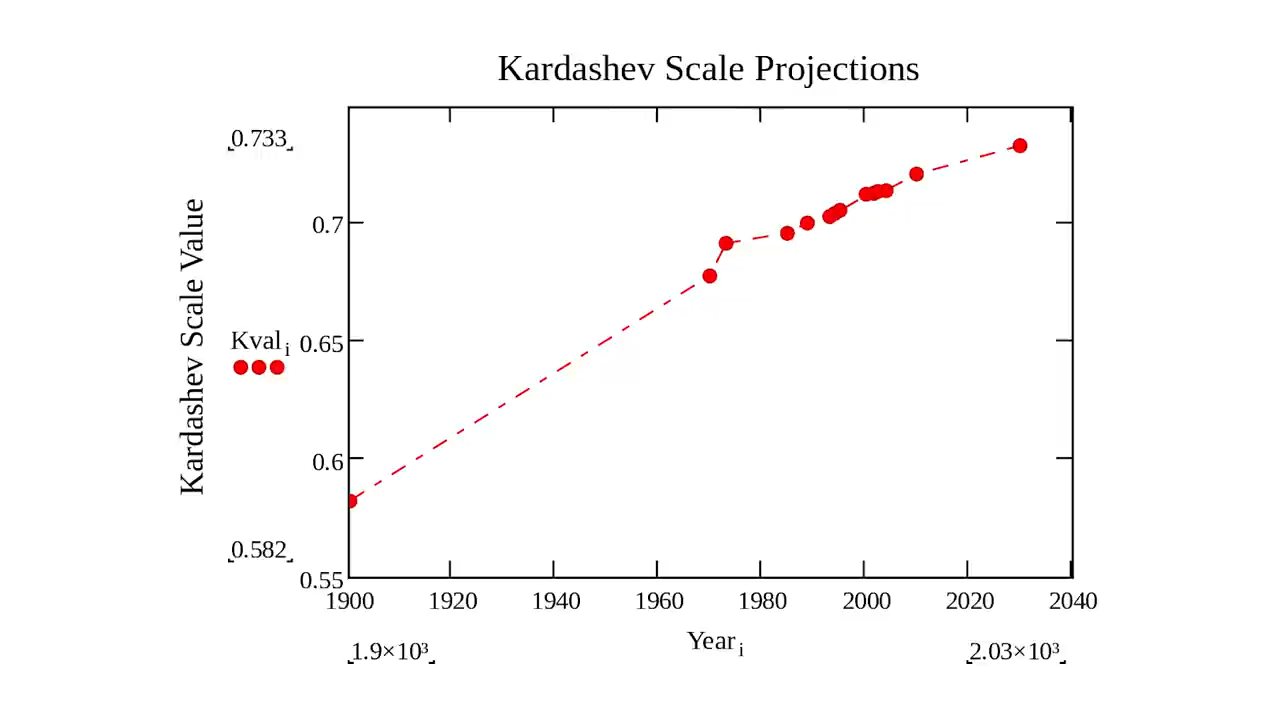 Kardashev Scale Projections
0.733
0.7
Kardashev Scale Value
Kval i
0.65
0.6
0.582
0.55
1900 1920 1940 1960 1980 2000 2020 2040
Year i
1.9×10³
2.03×10³